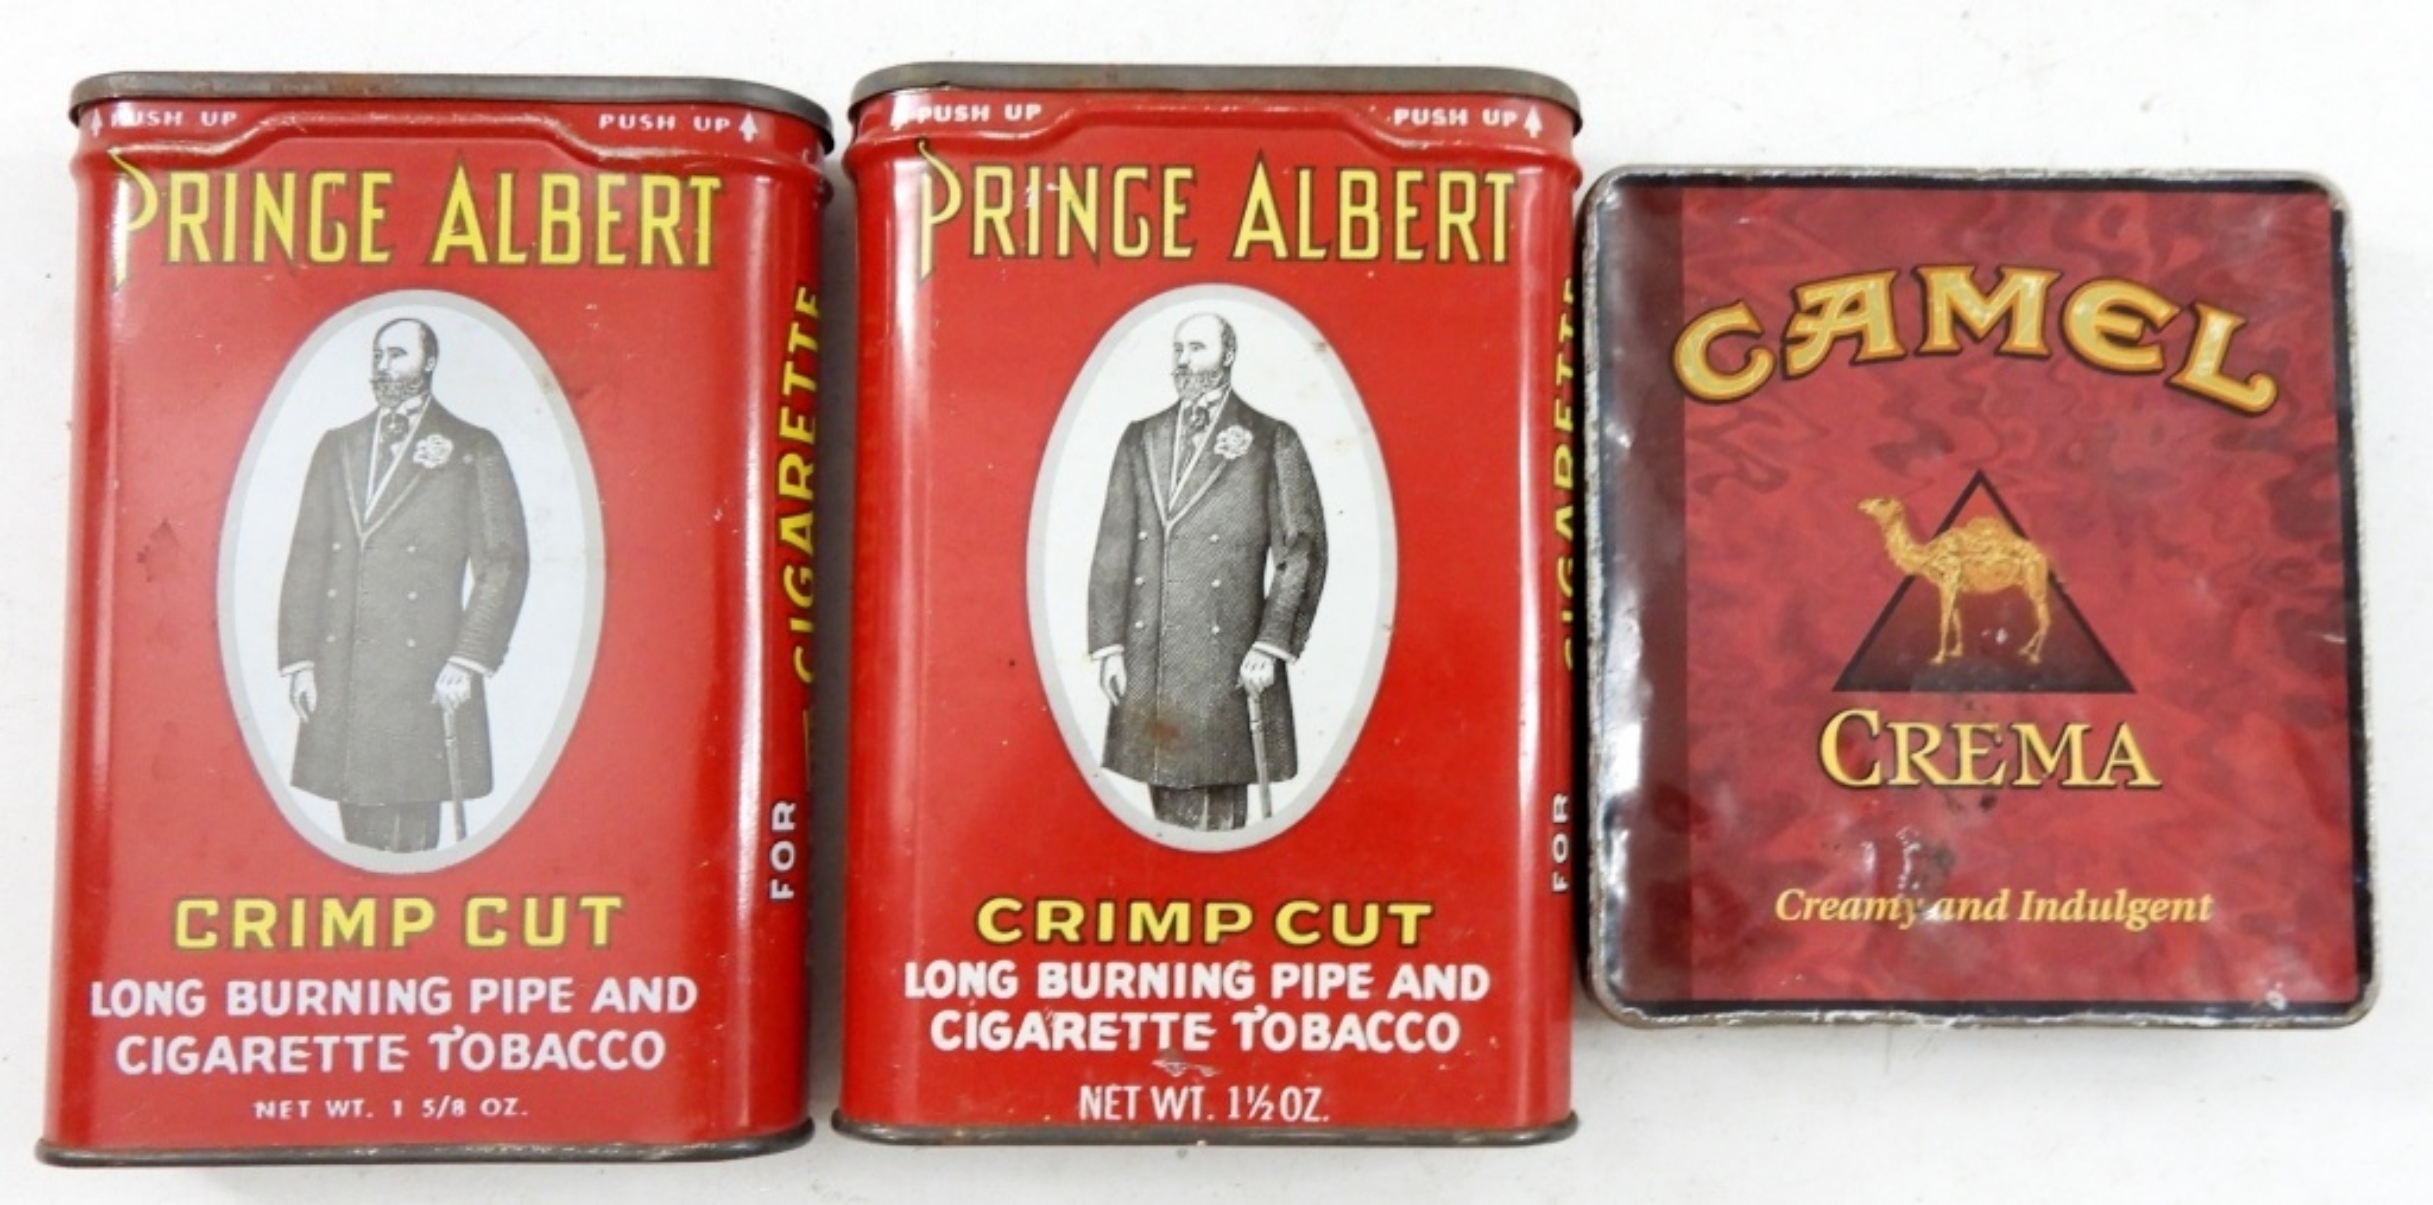 PUSH UP PUSH UP
PRINCE ALBERT
CRIMP CUT
LONG BURNING PIPE AND
CIGARETTE TOBACCO
NET WT. 1 5/8 OZ.
FOR CIGARETTE
PUSH UP PUSH UP
PRINCE ALBERT
CRIMP CUT
LONG BURNING PIPE AND
CIGARETTE TOBACCO
NET WT. 1½ OZ.
FOR CIGARETTE
CAMEL
CREMA
Creamy and Indulgent